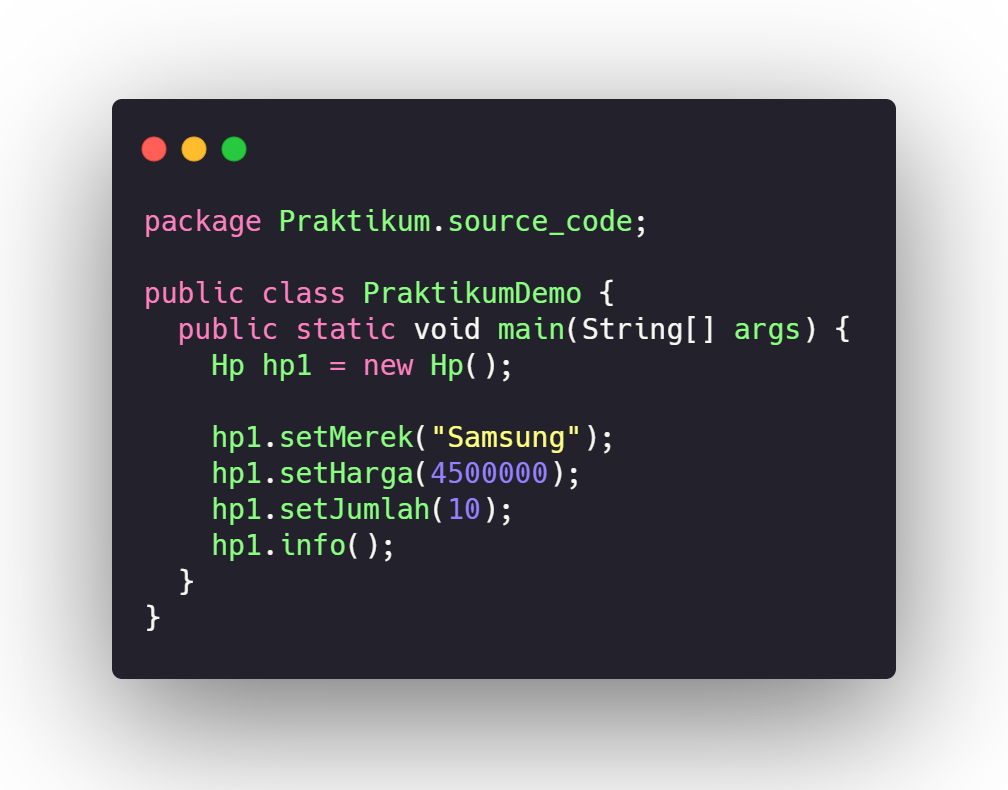 package Praktikum.source_code;

public class PraktikumDemo {
  public static void main(String[] args) {
    Hp hp1 = new Hp();

    hp1.setMerek("Samsung");
    hp1.setHarga(4500000);
    hp1.setJumlah(10);
    hp1.info();
  }
}